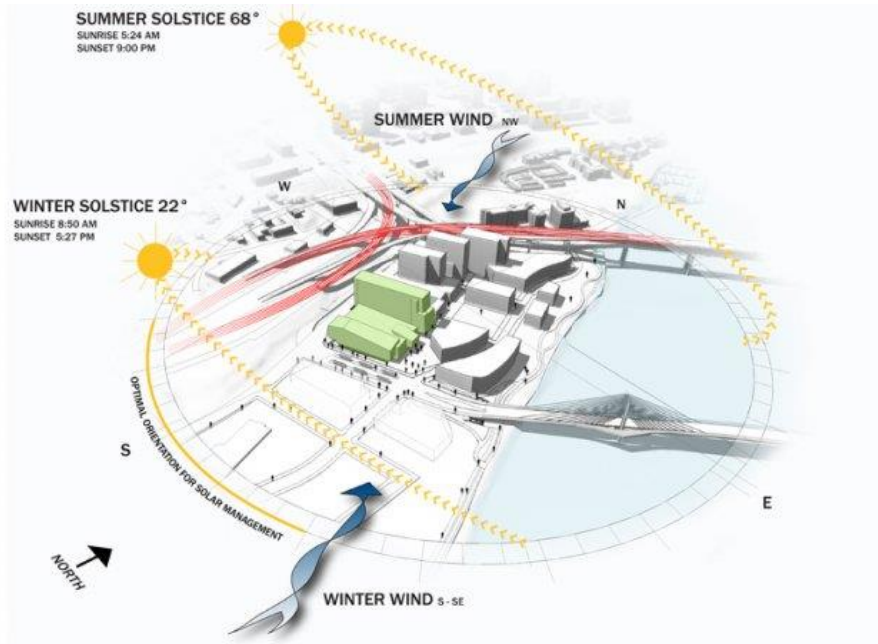 SUMMER SOLSTICE 68°
SUNRISE 5:24 AM
SUNSET 9:00 PM
SUMMER WIND NW
W
N
WINTER SOLSTICE 22°
SUNRISE 8:50 AM
SUNSET 5:27 PM
OPTIMAL ORIENTATION FOR SOLAR MANAGEMENT
S
E
NORTH
WINTER WIND S - SE